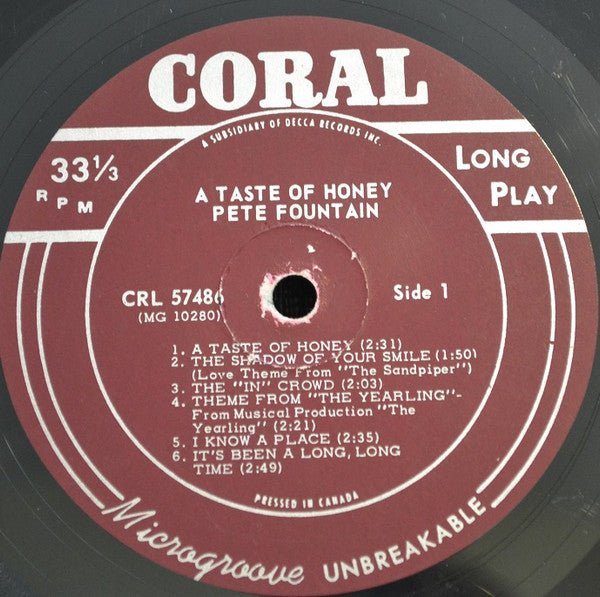 CORAL
A SUBSIDIARY OF DECCA RECORDS INC.
33⅓
RPM
LONG
PLAY
A TASTE OF HONEY
PETE FOUNTAIN
CRL 57486
(MG 10280)
Side 1
1. A TASTE OF HONEY (2:31)
2. THE SHADOW OF YOUR SMILE (1:50)
(Love Theme From "The Sandpiper")
3. THE "IN" CROWD (2:03)
4. THEME FROM "THE YEARLING"-
From Musical Production "The
Yearling" (2:21)
5. I KNOW A PLACE (2:35)
6. IT'S BEEN A LONG, LONG
TIME (2:49)
PRESSED IN CANADA
Microgroove UNBREAKABLE